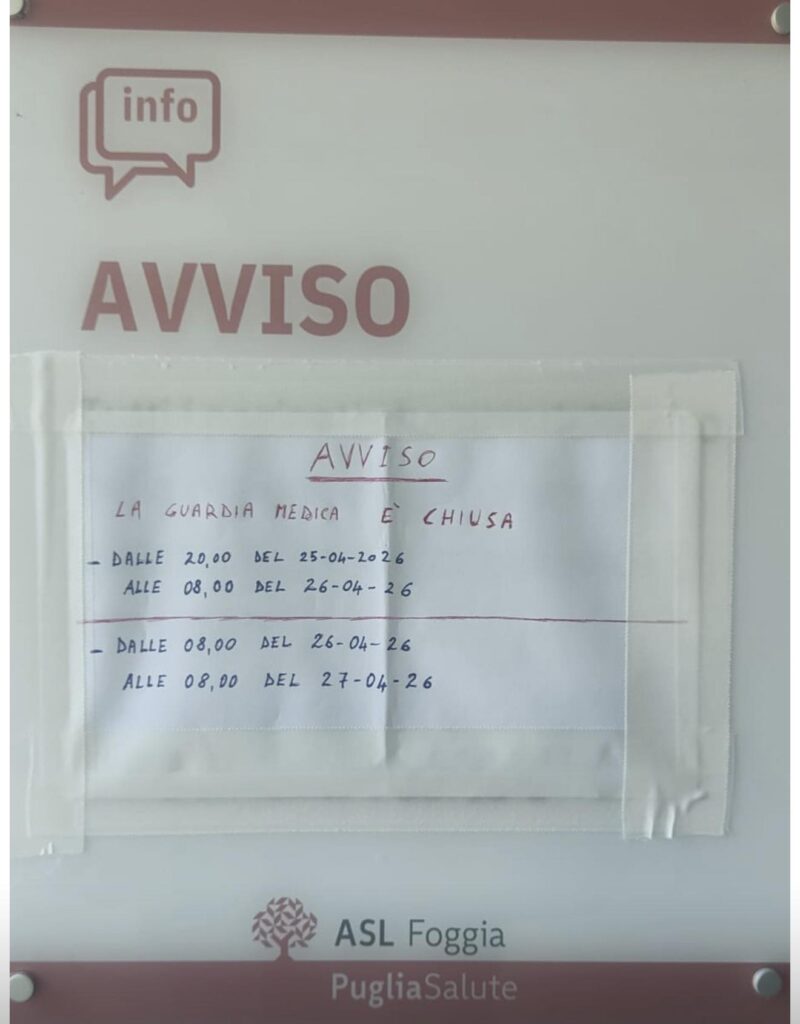 info
AVVISO
AVVISO
LA GUARDIA MEDICA È CHIUSA
- DALLE 20,00 DEL 25-04-2026
ALLE 08,00 DEL 26-04-26
- DALLE 08,00 DEL 26-04-26
ALLE 08,00 DEL 27-04-26
ASL Foggia
PugliaSalute